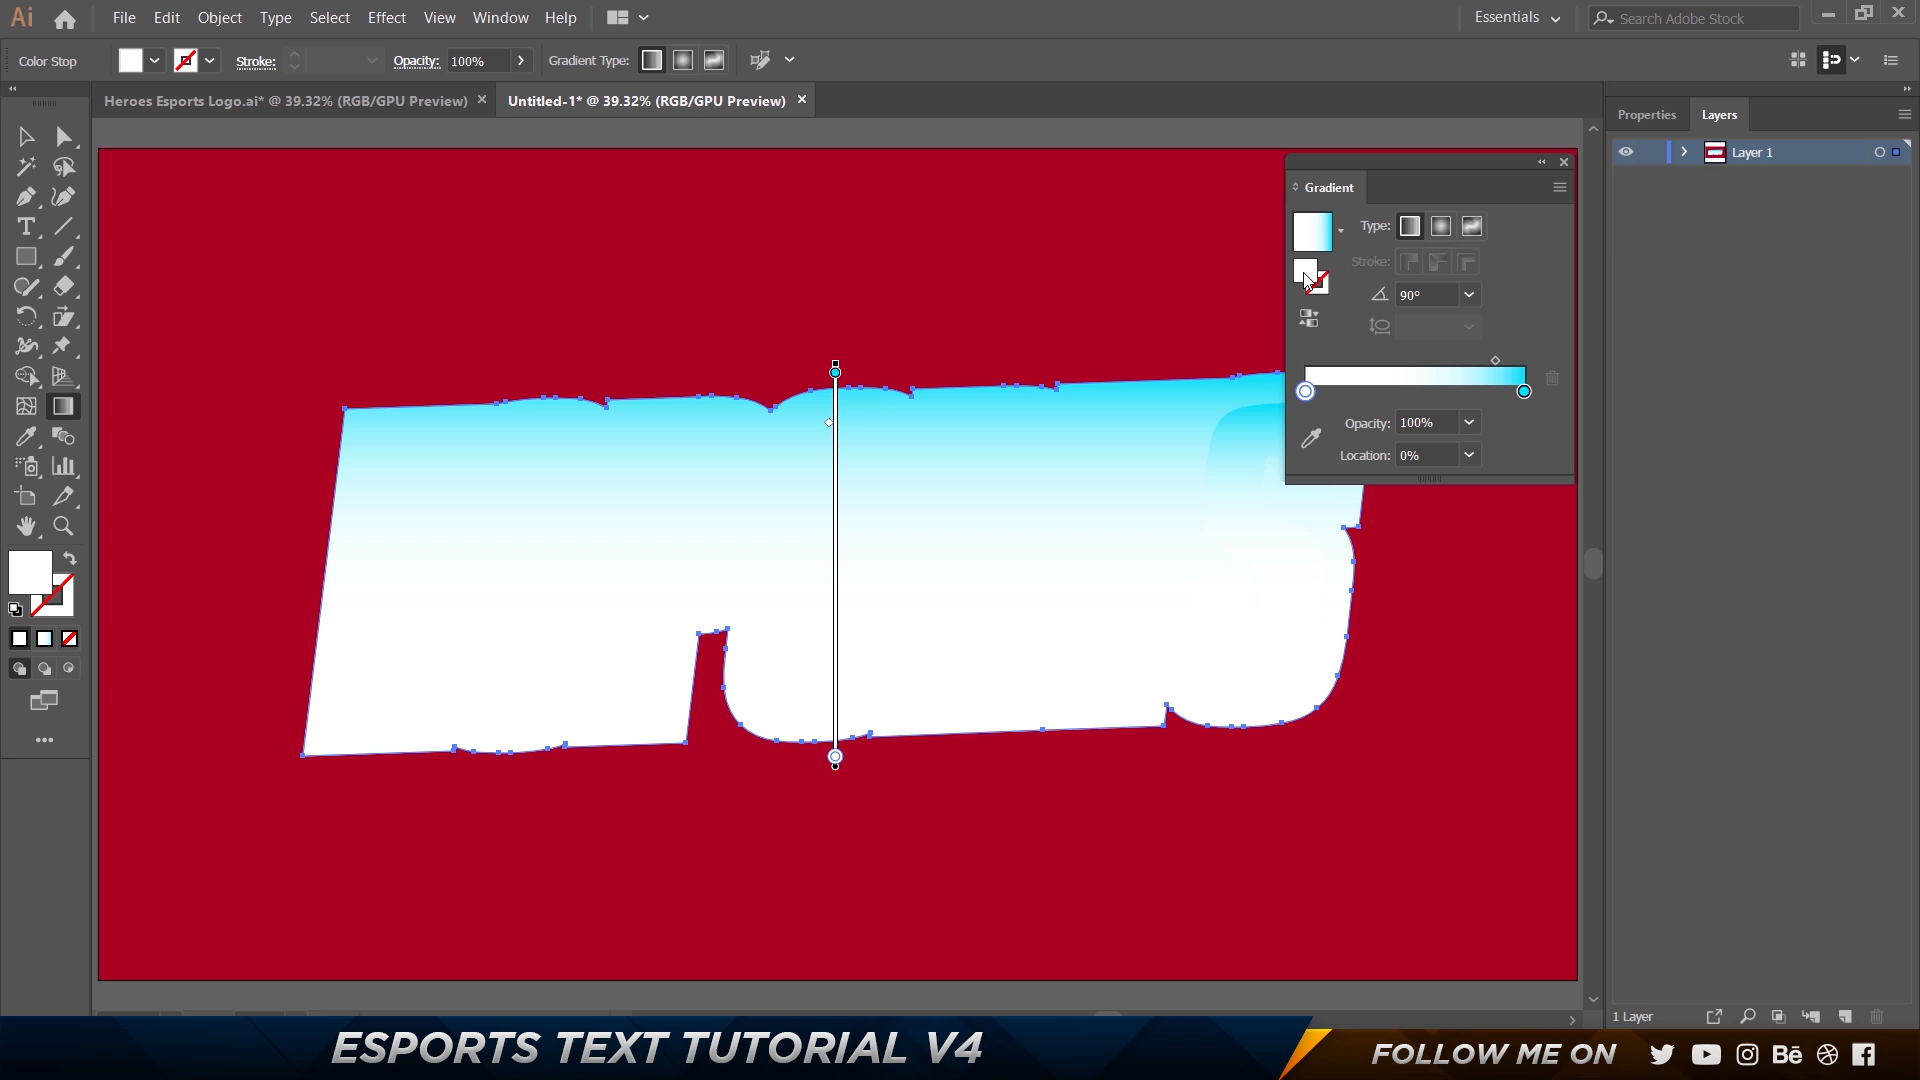 Ai File Edit Object Type Select Effect View Window Help Essentials Search Adobe Stock
Color Stop Stroke: Opacity: 100% Gradient Type:
Heroes Esports Logo.ai* @ 39.32% (RGB/GPU Preview) Untitled-1* @ 39.32% (RGB/GPU Preview)
Properties Layers
Layer 1
Gradient
Type:
Stroke:
90°
Opacity: 100%
Location: 0%
1 Layer
ESPORTS TEXT TUTORIAL V4
FOLLOW ME ON Bē